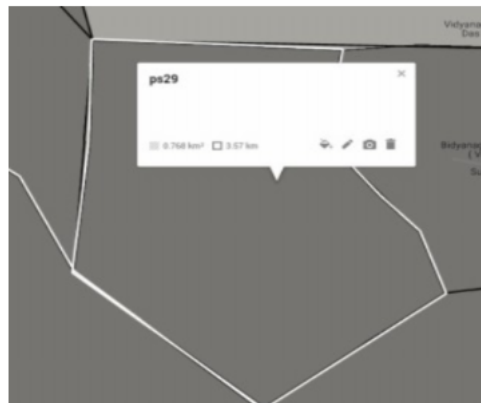 Vidyana
Das
ps29
0.768 km² 3.57 km
Bidyanag
( V
Su